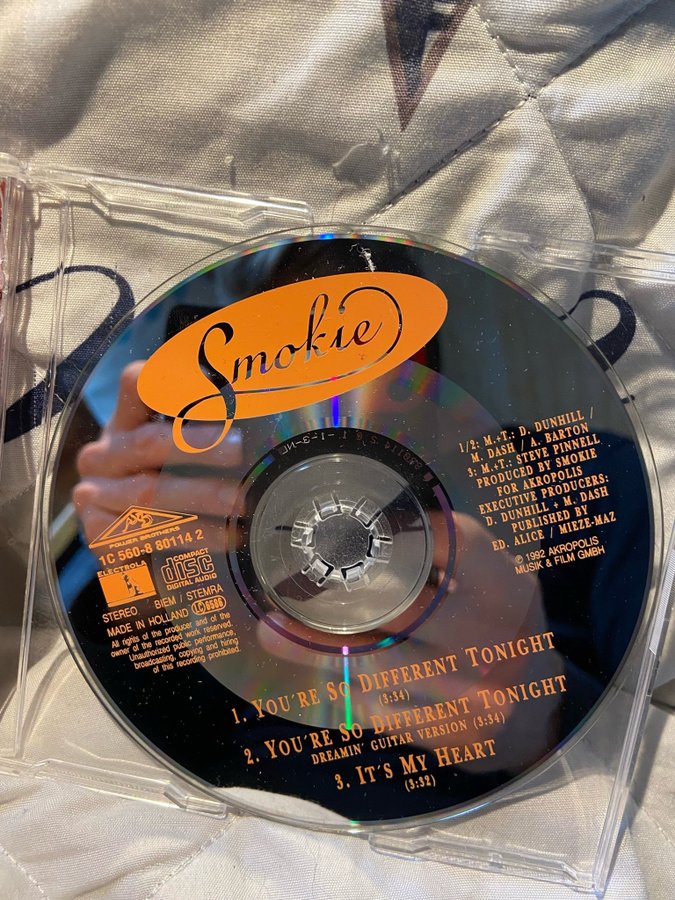 Smokie
1/2: M.+T.: D. DUNHILL /
M. DASH / A. BARTON
3: M.+T.: STEVE PINNELL
PRODUCED BY SMOKIE
FOR AKROPOLIS
EXECUTIVE PRODUCERS:
D. DUNHILL + M. DASH
PUBLISHED BY
ED. ALICE / MIEZE-MAZ
℗ 1992 AKROPOLIS
MUSIK & FILM GMBH
POWER BROTHERS
1C 560-8 80114 2
ELECTROLA
COMPACT
disc
DIGITAL AUDIO
STEREO BIEM / STEMRA
MADE IN HOLLAND LC 0500
All rights of the producer and of the
owner of the recorded work reserved.
Unauthorized public performance,
broadcasting, copying and hiring
of this recording prohibited.
1. YOU´RE SO DIFFERENT TONIGHT
(3:34)
2. YOU´RE SO DIFFERENT TONIGHT
DREAMIN' GUITAR VERSION (3:34)
3. IT´S MY HEART
(3:32)